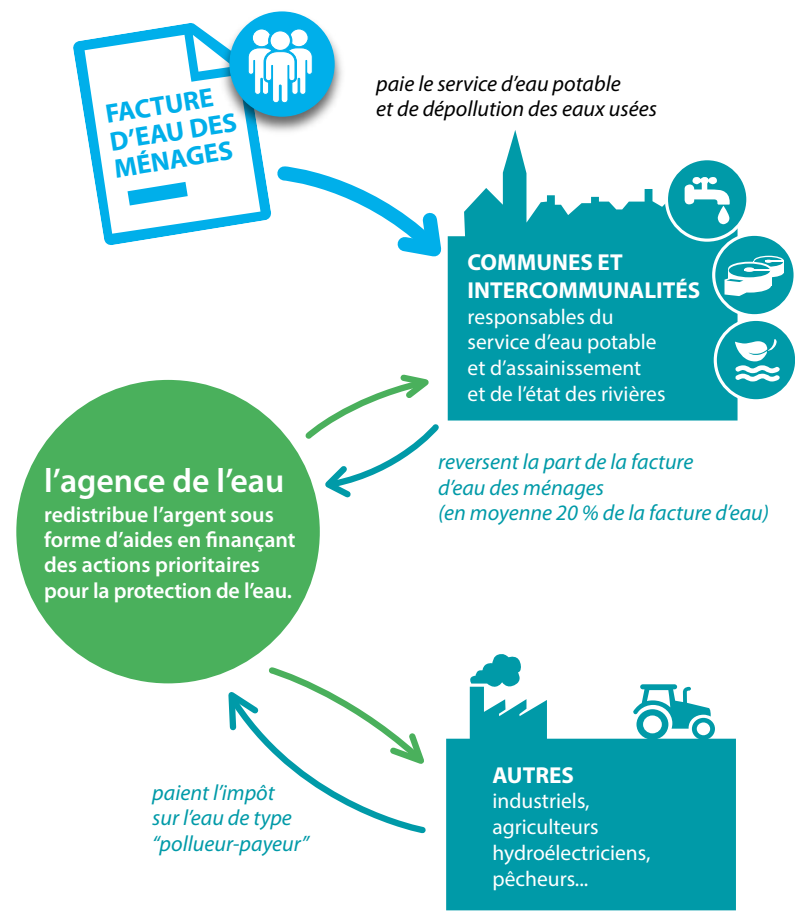 FACTURE
D'EAU DES
MÉNAGES
paie le service d'eau potable
et de dépollution des eaux usées
COMMUNES ET
INTERCOMMUNALITÉS
responsables du
service d'eau potable
et d'assainissement
et de l'état des rivières
l'agence de l'eau
redistribue l'argent sous
forme d'aides en finançant
des actions prioritaires
pour la protection de l'eau.
reversent la part de la facture
d'eau des ménages
(en moyenne 20 % de la facture d'eau)
paient l'impôt
sur l'eau de type
"pollueur-payeur"
AUTRES
industriels,
agriculteurs
hydroélectriciens,
pêcheurs...